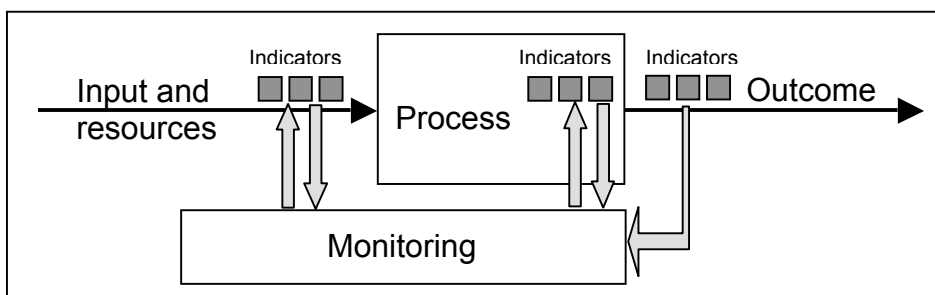 Indicators
Indicators
Indicators
Input and
resources
Process
Outcome
Monitoring